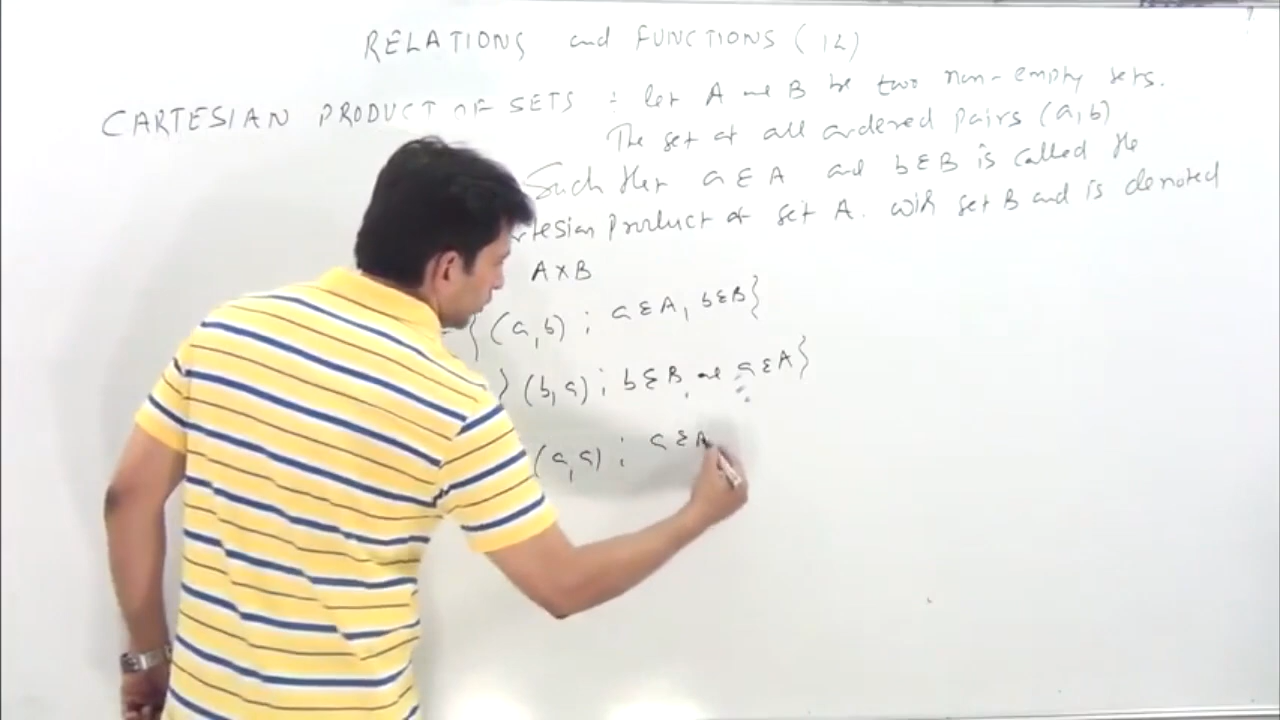 RELATIONS and FUNCTIONS (12)
CARTESIAN PRODUCT OF SETS :- let A and B be two non-empty sets.
The set of all ordered pairs (a,b)
Such that a ∈ A and b ∈ B is called the
rtesian product of set A. with set B and is denoted
A×B
{(a,b) ; a ∈ A, b ∈ B}
(b,a) ; b ∈ B and a ∈ A}
(a,a) ; a ∈ A